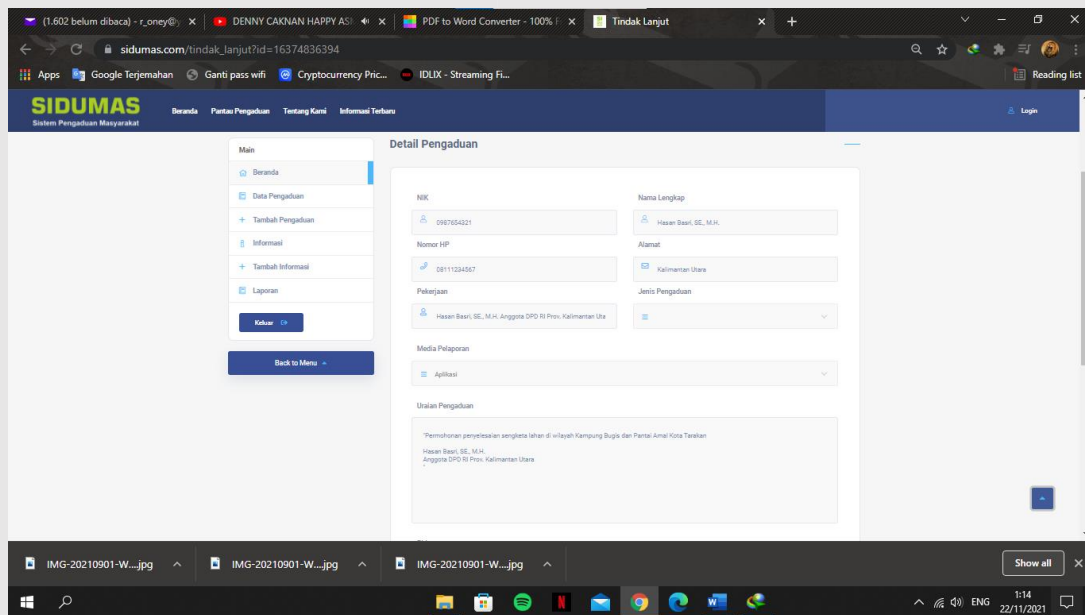 (1.602 belum dibaca) - r_oney@y
DENNY CAKNAN HAPPY AS
PDF to Word Converter - 100% F
Tindak Lanjut
sidumas.com/tindak_lanjut?id=16374836394
Apps
Google Terjemahan
Ganti pass wifi
Cryptocurrency Pric...
IDLIX - Streaming Fi...
Reading list
SIDUMAS
Sistem Pengaduan Masyarakat
Beranda
Pantau Pengaduan
Tentang Kami
Informasi Terbaru
Login
Main
Beranda
Data Pengaduan
Tambah Pengaduan
Informasi
Tambah Informasi
Laporan
Keluar
Back to Menu
Detail Pengaduan
NIK
Nama Lengkap
0987654321
Hasan Basri, SE., M.H.
Nomor HP
Alamat
08111234567
Kalimantan Utara
Pekerjaan
Jenis Pengaduan
Hasan Basri, SE., M.H. Anggota DPD RI Prov. Kalimantan Uta
Media Pelaporan
Aplikasi
Uraian Pengaduan
"Permohonan penyelesaian sengketa lahan di wilayah Kampung Bugis dan Pantai Amal Kota Tarakan
Hasan Basri, SE., M.H.
Anggota DPD RI Prov. Kalimantan Utara
"
IMG-20210901-W....jpg
IMG-20210901-W....jpg
IMG-20210901-W....jpg
Show all
ENG
1:14
22/11/2021